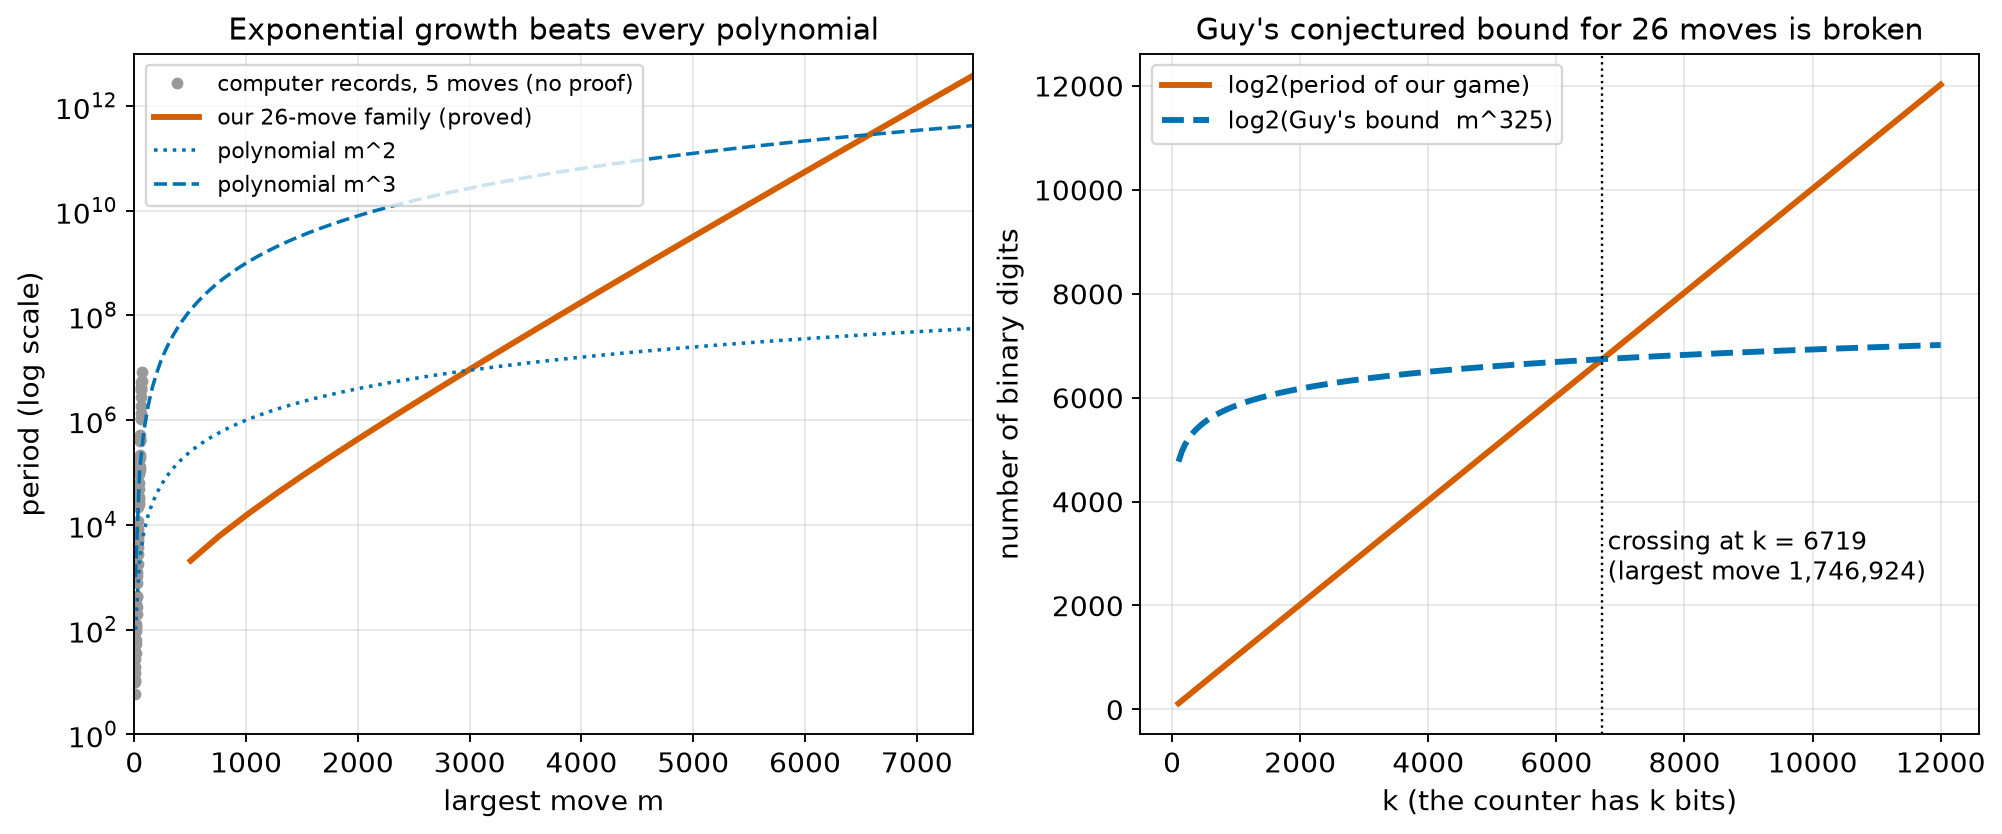 Exponential growth beats every polynomial
computer records, 5 moves (no proof)
our 26-move family (proved)
polynomial m^2
polynomial m^3
period (log scale)
10^12
10^10
10^8
10^6
10^4
10^2
10^0
0 1000 2000 3000 4000 5000 6000 7000
largest move m
Guy's conjectured bound for 26 moves is broken
log2(period of our game)
log2(Guy's bound  m^325)
number of binary digits
12000
10000
8000
6000
4000
2000
0
crossing at k = 6719
(largest move 1,746,924)
0 2000 4000 6000 8000 10000 12000
k (the counter has k bits)